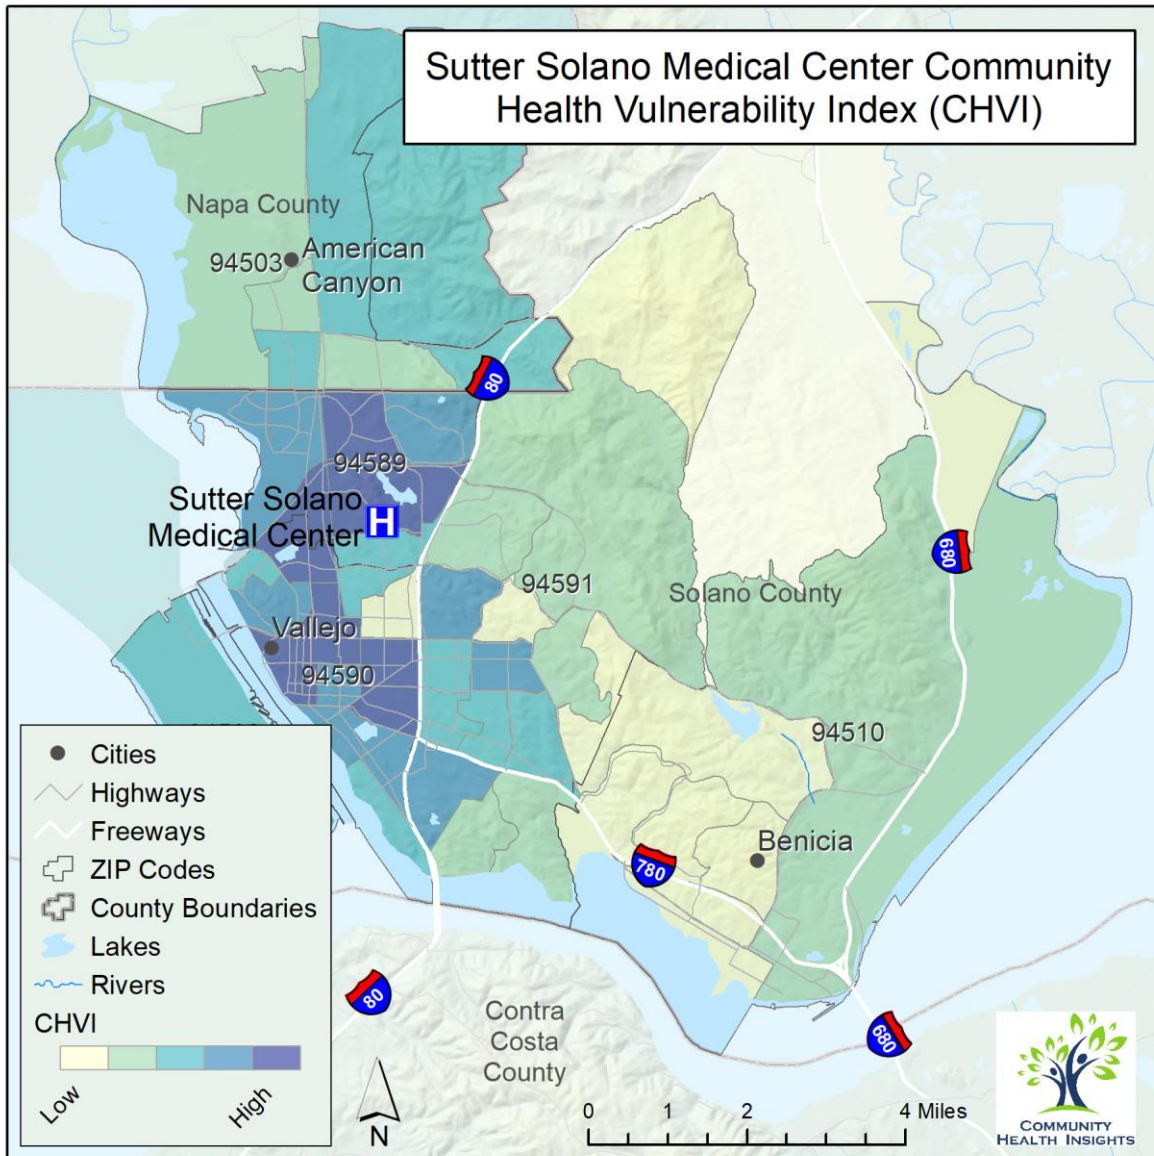 Sutter Solano Medical Center Community
Health Vulnerability Index (CHVI)
Napa County
94503
American
Canyon
80
94589
Sutter Solano
Medical Center
H
680
94591
Solano County
Vallejo
94590
94510
Benicia
780
Cities
Highways
Freeways
ZIP Codes
County Boundaries
Lakes
Rivers
CHVI
Low
High
80
Contra
Costa
County
680
N
0 1 2 4 Miles
COMMUNITY
HEALTH INSIGHTS